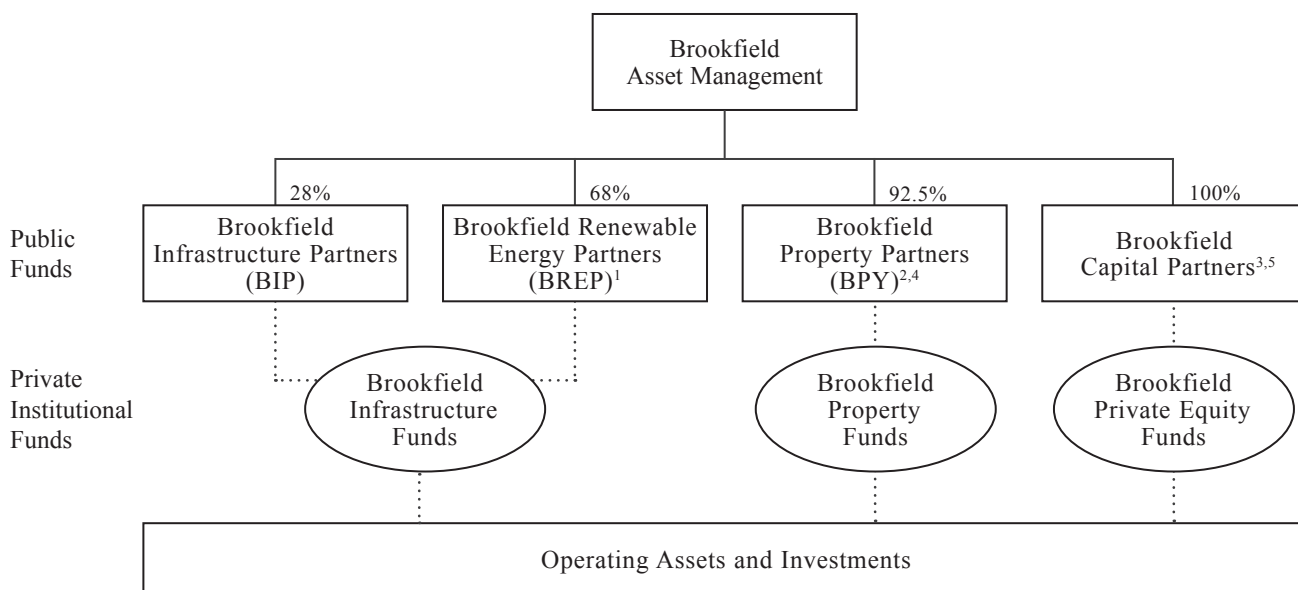 Brookfield
Asset Management
28%
68%
92.5%
100%
Public
Funds
Brookfield
Infrastructure Partners
(BIP)
Brookfield Renewable
Energy Partners
(BREP)¹
Brookfield
Property Partners
(BPY)²,⁴
Brookfield
Capital Partners³,⁵
Private
Institutional
Funds
Brookfield
Infrastructure
Funds
Brookfield
Property
Funds
Brookfield
Private Equity
Funds
Operating Assets and Investments